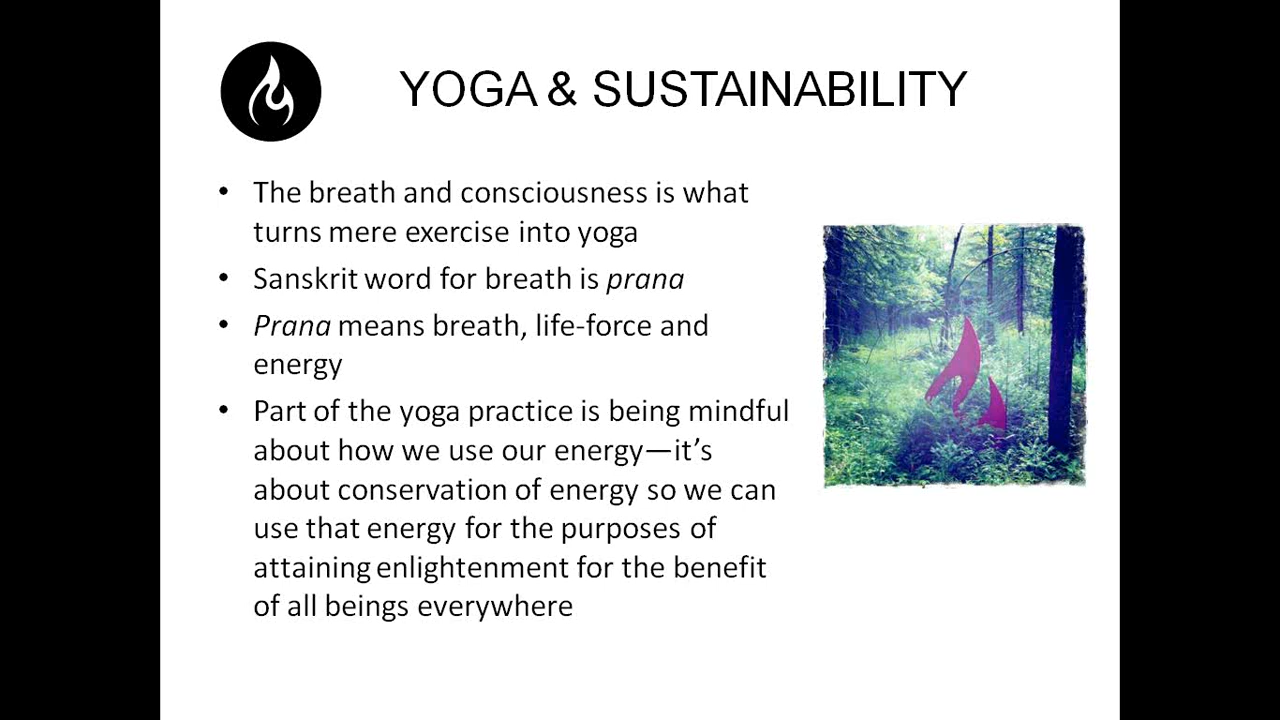 YOGA & SUSTAINABILITY
• The breath and consciousness is what
turns mere exercise into yoga
• Sanskrit word for breath is prana
• Prana means breath, life-force and
energy
• Part of the yoga practice is being mindful
about how we use our energy—it’s
about conservation of energy so we can
use that energy for the purposes of
attaining enlightenment for the benefit
of all beings everywhere